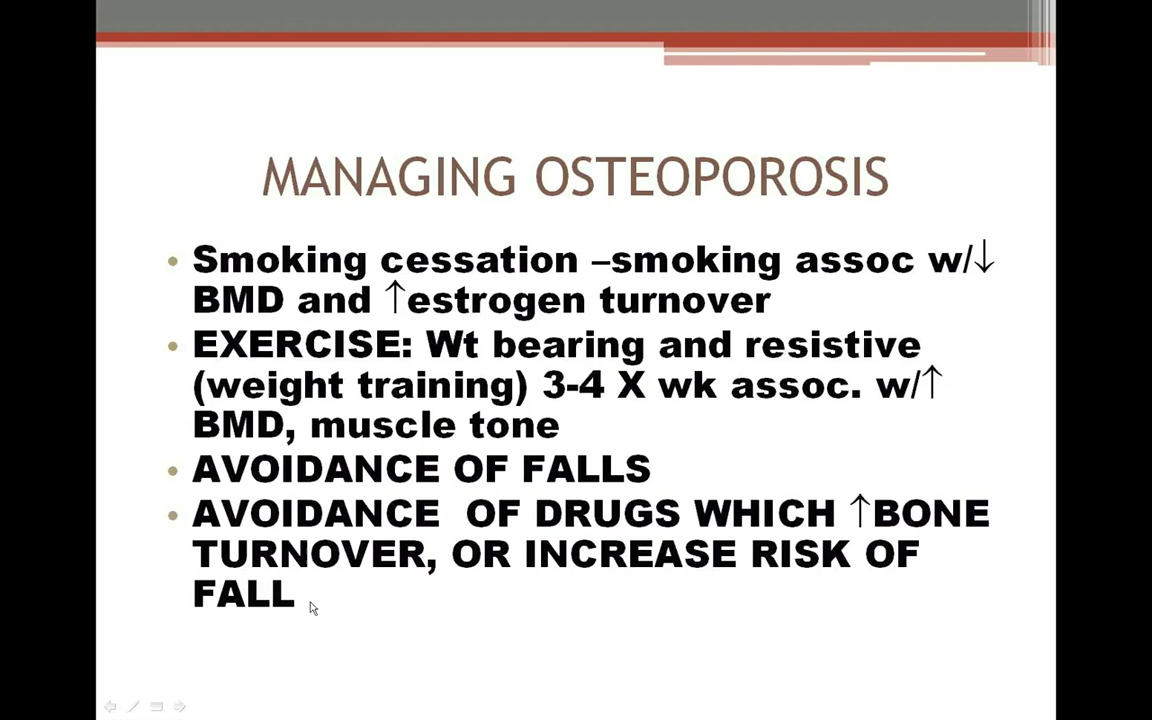 MANAGING OSTEOPOROSIS
• Smoking cessation –smoking assoc w/↓
BMD and ↑estrogen turnover
• EXERCISE: Wt bearing and resistive
(weight training) 3-4 X wk assoc. w/↑
BMD, muscle tone
• AVOIDANCE OF FALLS
• AVOIDANCE  OF DRUGS WHICH ↑BONE
TURNOVER, OR INCREASE RISK OF
FALL